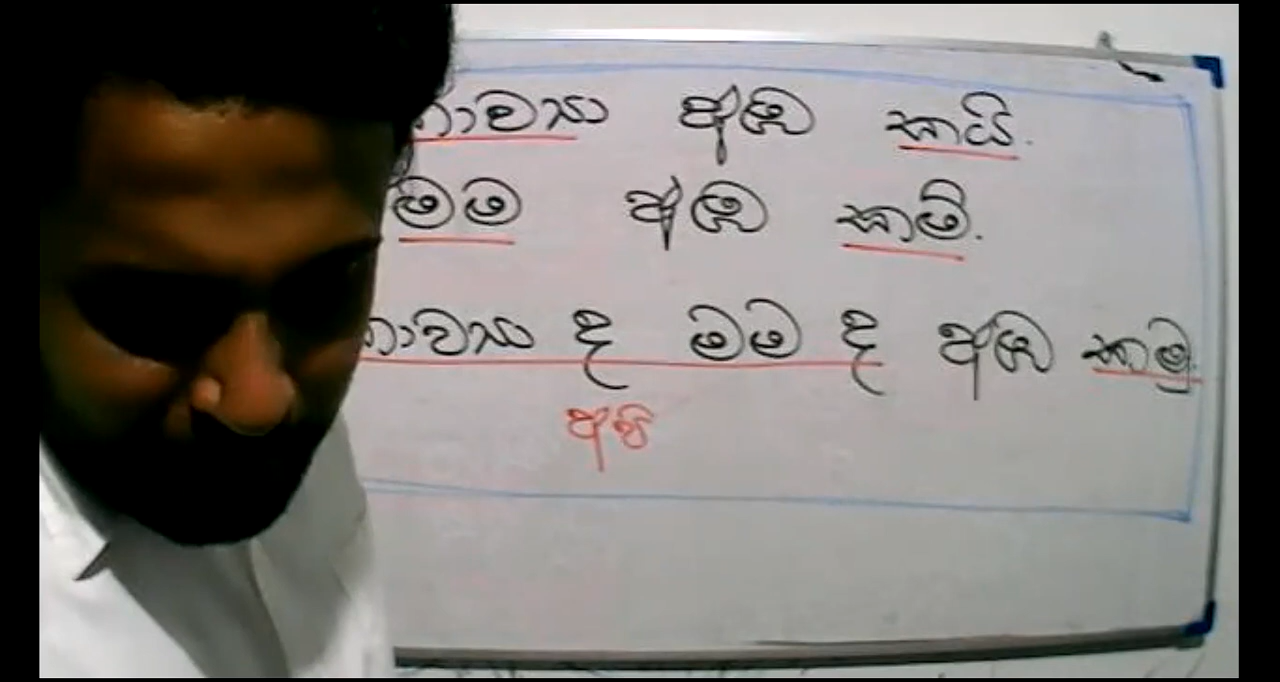 අඹ කයි.
මම අඹ කමි.
ද මම ද අඹ කමු.
අපි